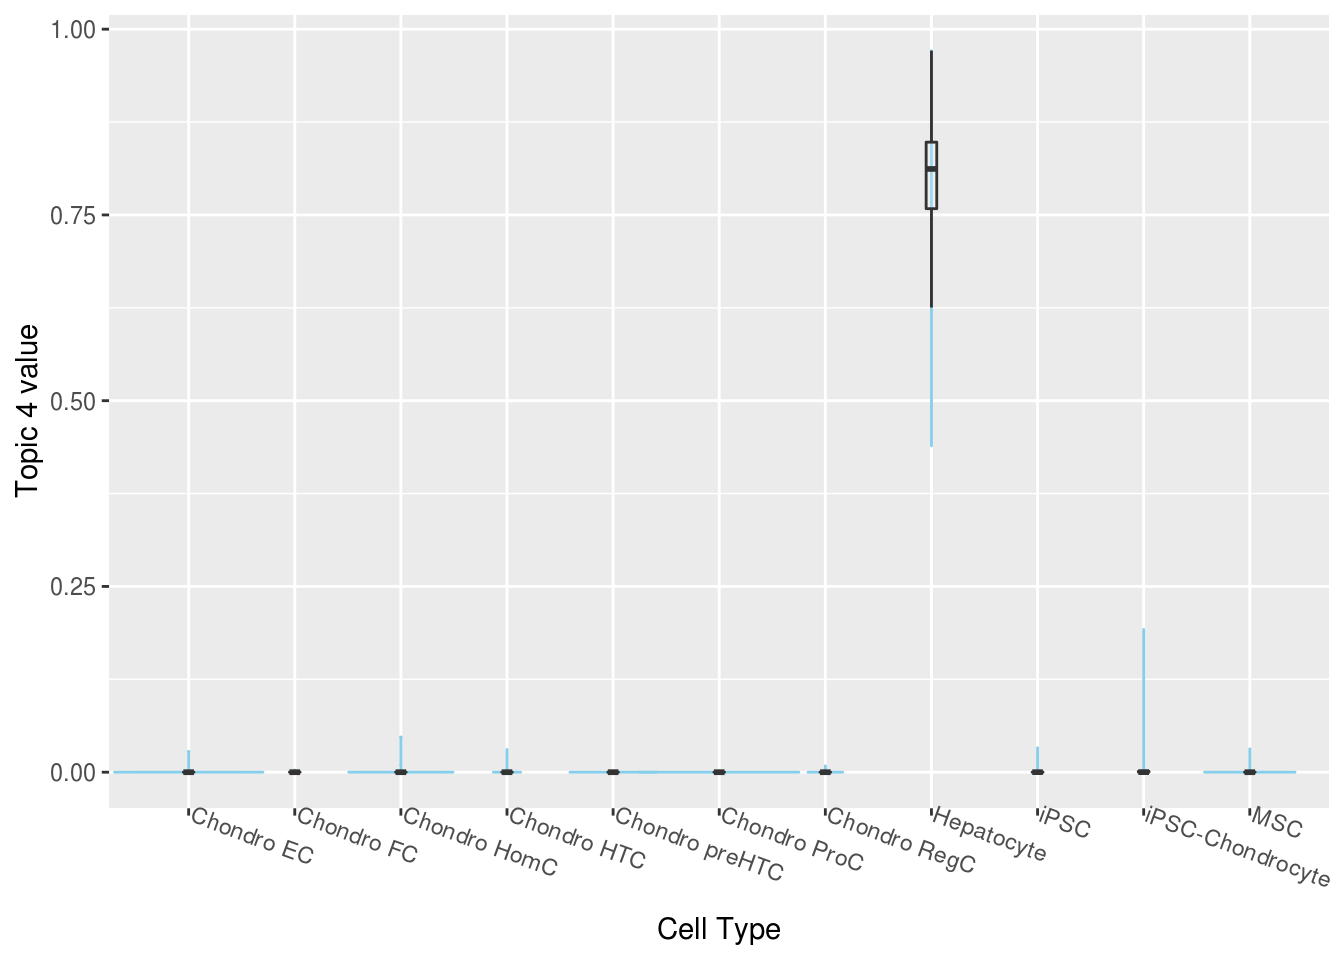 1.00
0.75
0.50
0.25
0.00
Topic 4 value
Chondro EC
Chondro FC
Chondro HomC
Chondro HTC
Chondro preHTC
Chondro ProC
Chondro RegC
Hepatocyte
iPSC
iPSC-Chondrocyte
MSC
Cell Type